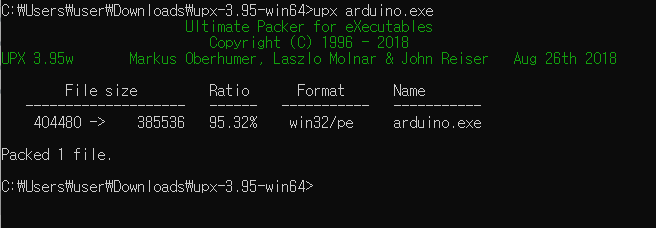 C:₩Users₩user₩Downloads₩upx-3.95-win64>upx arduino.exe
Ultimate Packer for eXecutables
Copyright (C) 1996 - 2018
UPX 3.95w Markus Oberhumer, Laszlo Molnar & John Reiser Aug 26th 2018
File size Ratio Format Name
-------------------- ------ ----------- -----------
404480 -> 385536 95.32% win32/pe arduino.exe
Packed 1 file.
C:₩Users₩user₩Downloads₩upx-3.95-win64>